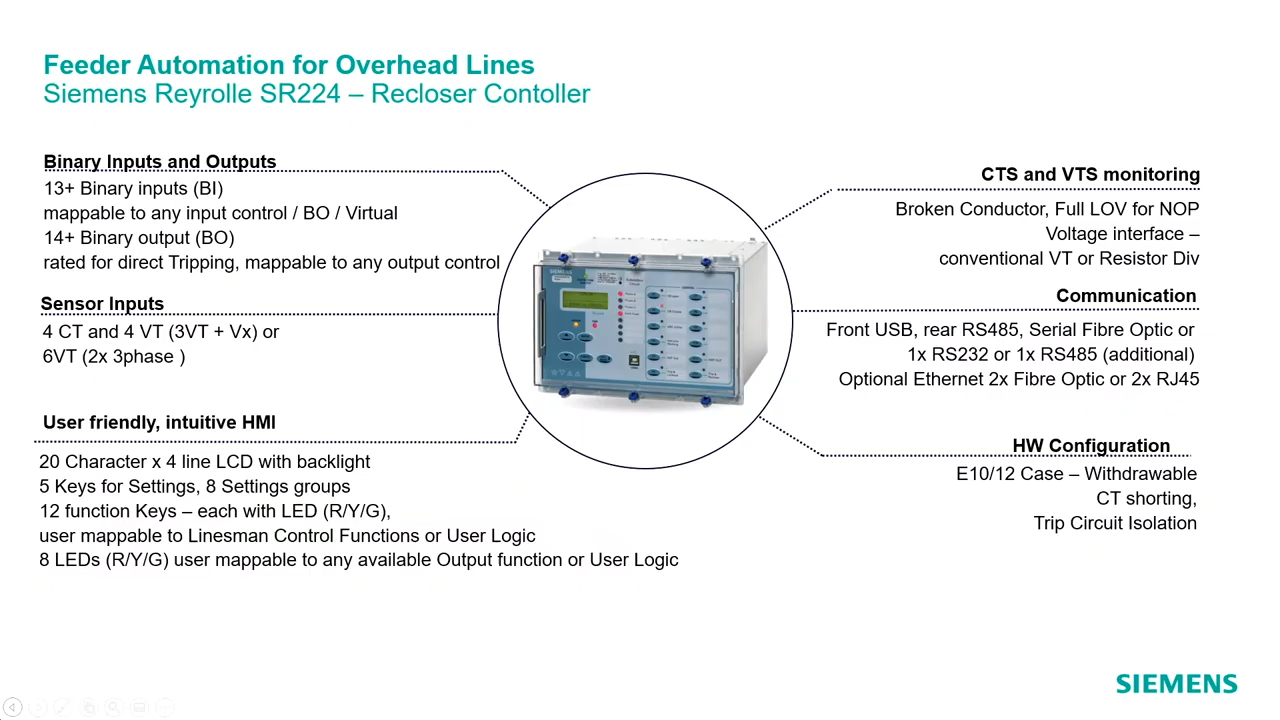 Feeder Automation for Overhead Lines
Siemens Reyrolle SR224 – Recloser Contoller
Binary Inputs and Outputs
13+ Binary inputs (BI)
mappable to any input control / BO / Virtual
14+ Binary output (BO)
rated for direct Tripping, mappable to any output control
Sensor Inputs
4 CT and 4 VT (3VT + Vx) or
6VT (2x 3phase )
User friendly, intuitive HMI
20 Character x 4 line LCD with backlight
5 Keys for Settings, 8 Settings groups
12 function Keys – each with LED (R/Y/G),
user mappable to Linesman Control Functions or User Logic
8 LEDs (R/Y/G) user mappable to any available Output function or User Logic
SIEMENS
CTS and VTS monitoring
Broken Conductor, Full LOV for NOP
Voltage interface –
conventional VT or Resistor Div
Communication
Front USB, rear RS485, Serial Fibre Optic or
1x RS232 or 1x RS485 (additional)
Optional Ethernet 2x Fibre Optic or 2x RJ45
HW Configuration
E10/12 Case – Withdrawable
CT shorting,
Trip Circuit Isolation
SIEMENS